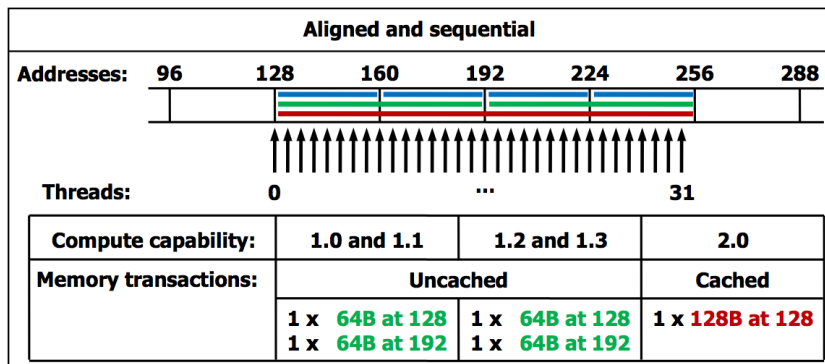 Aligned and sequential
Addresses: 96 128 160 192 224 256 288
Threads: 0 ... 31
Compute capability: 1.0 and 1.1 1.2 and 1.3 2.0
Memory transactions: Uncached Cached
1 x 64B at 128 1 x 64B at 128 1 x 128B at 128
1 x 64B at 192 1 x 64B at 192